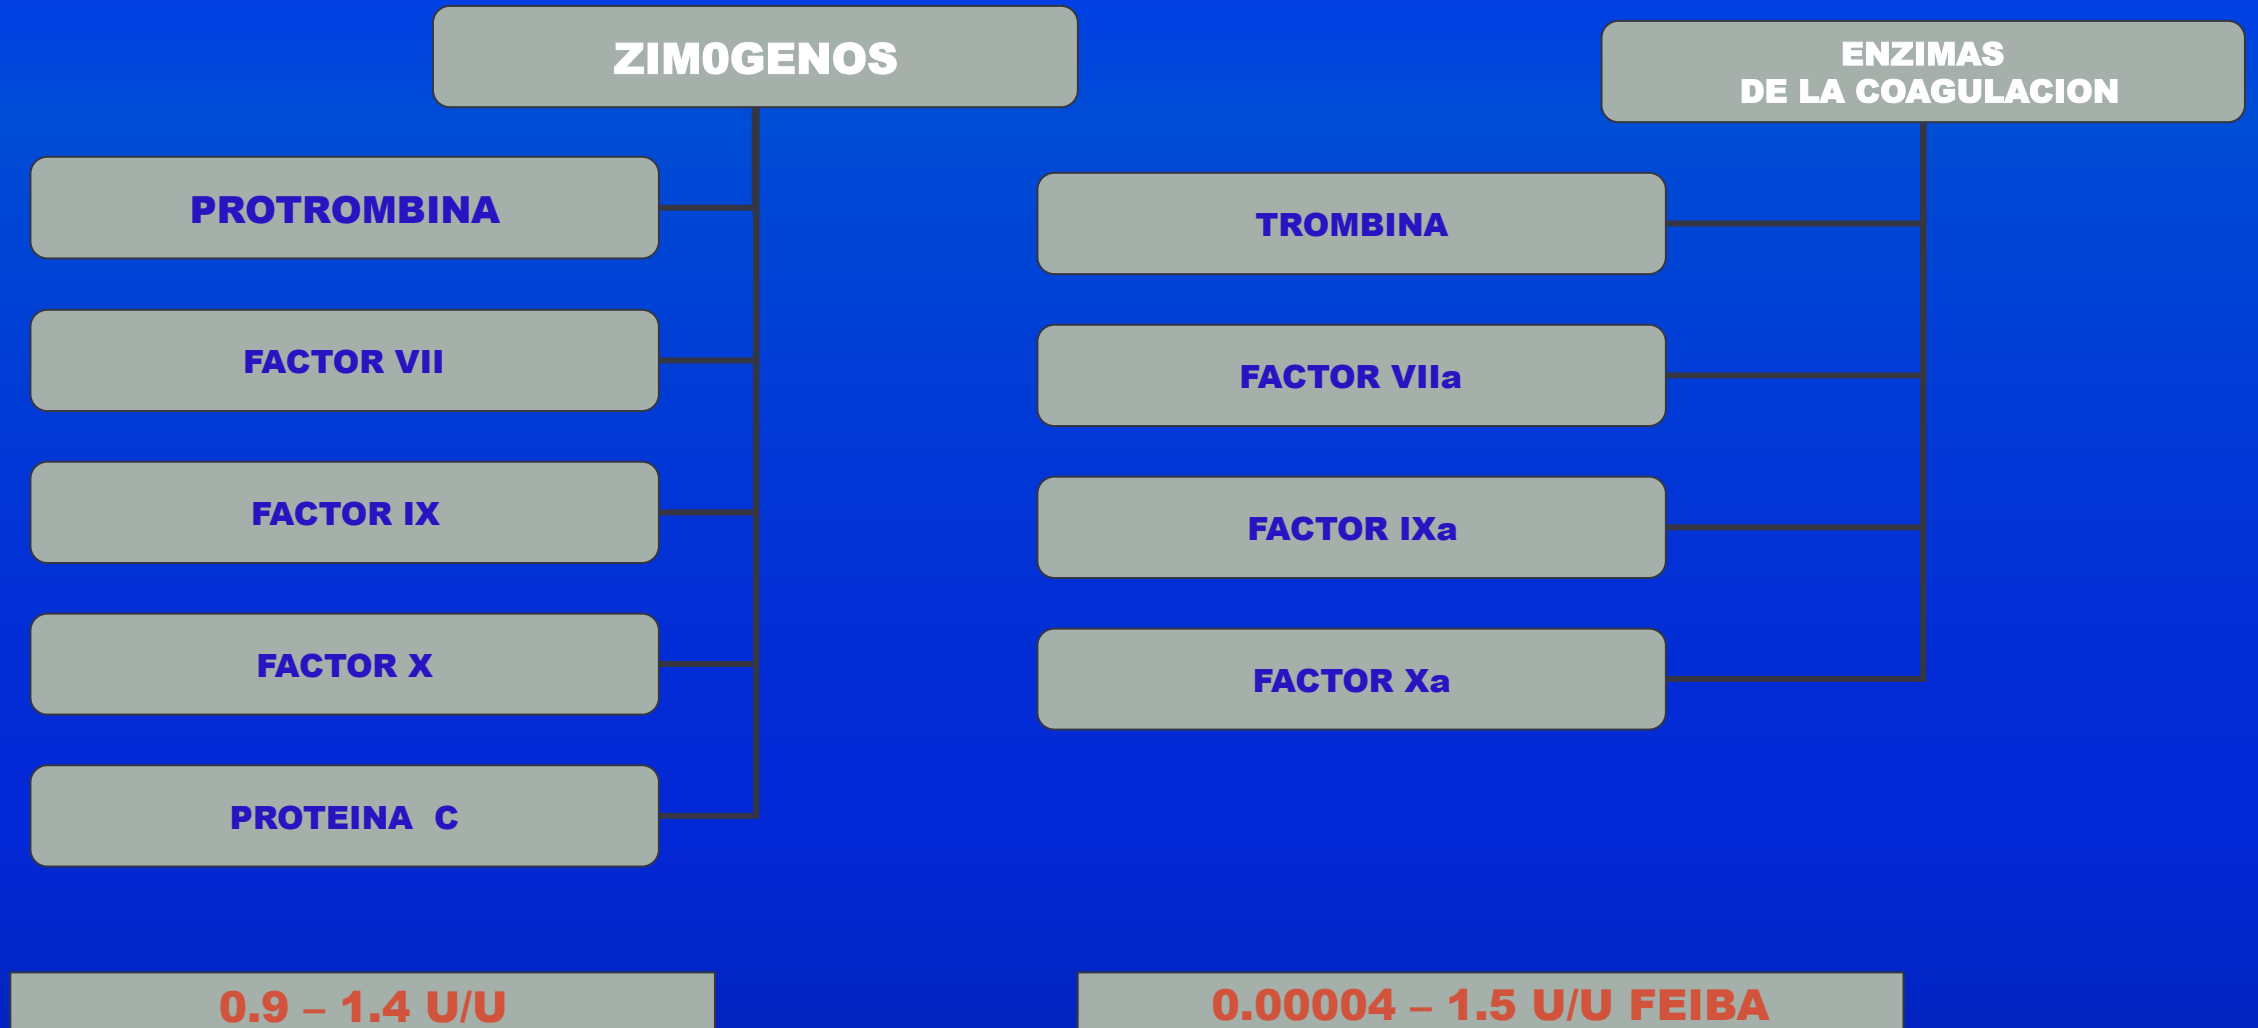 ZIM0GENOS
PROTROMBINA
FACTOR VII
FACTOR IX
FACTOR X
PROTEINA C
0.9 – 1.4 U/U
ENZIMAS
DE LA COAGULACION
TROMBINA
FACTOR VIIa
FACTOR IXa
FACTOR Xa
0.00004 – 1.5 U/U FEIBA